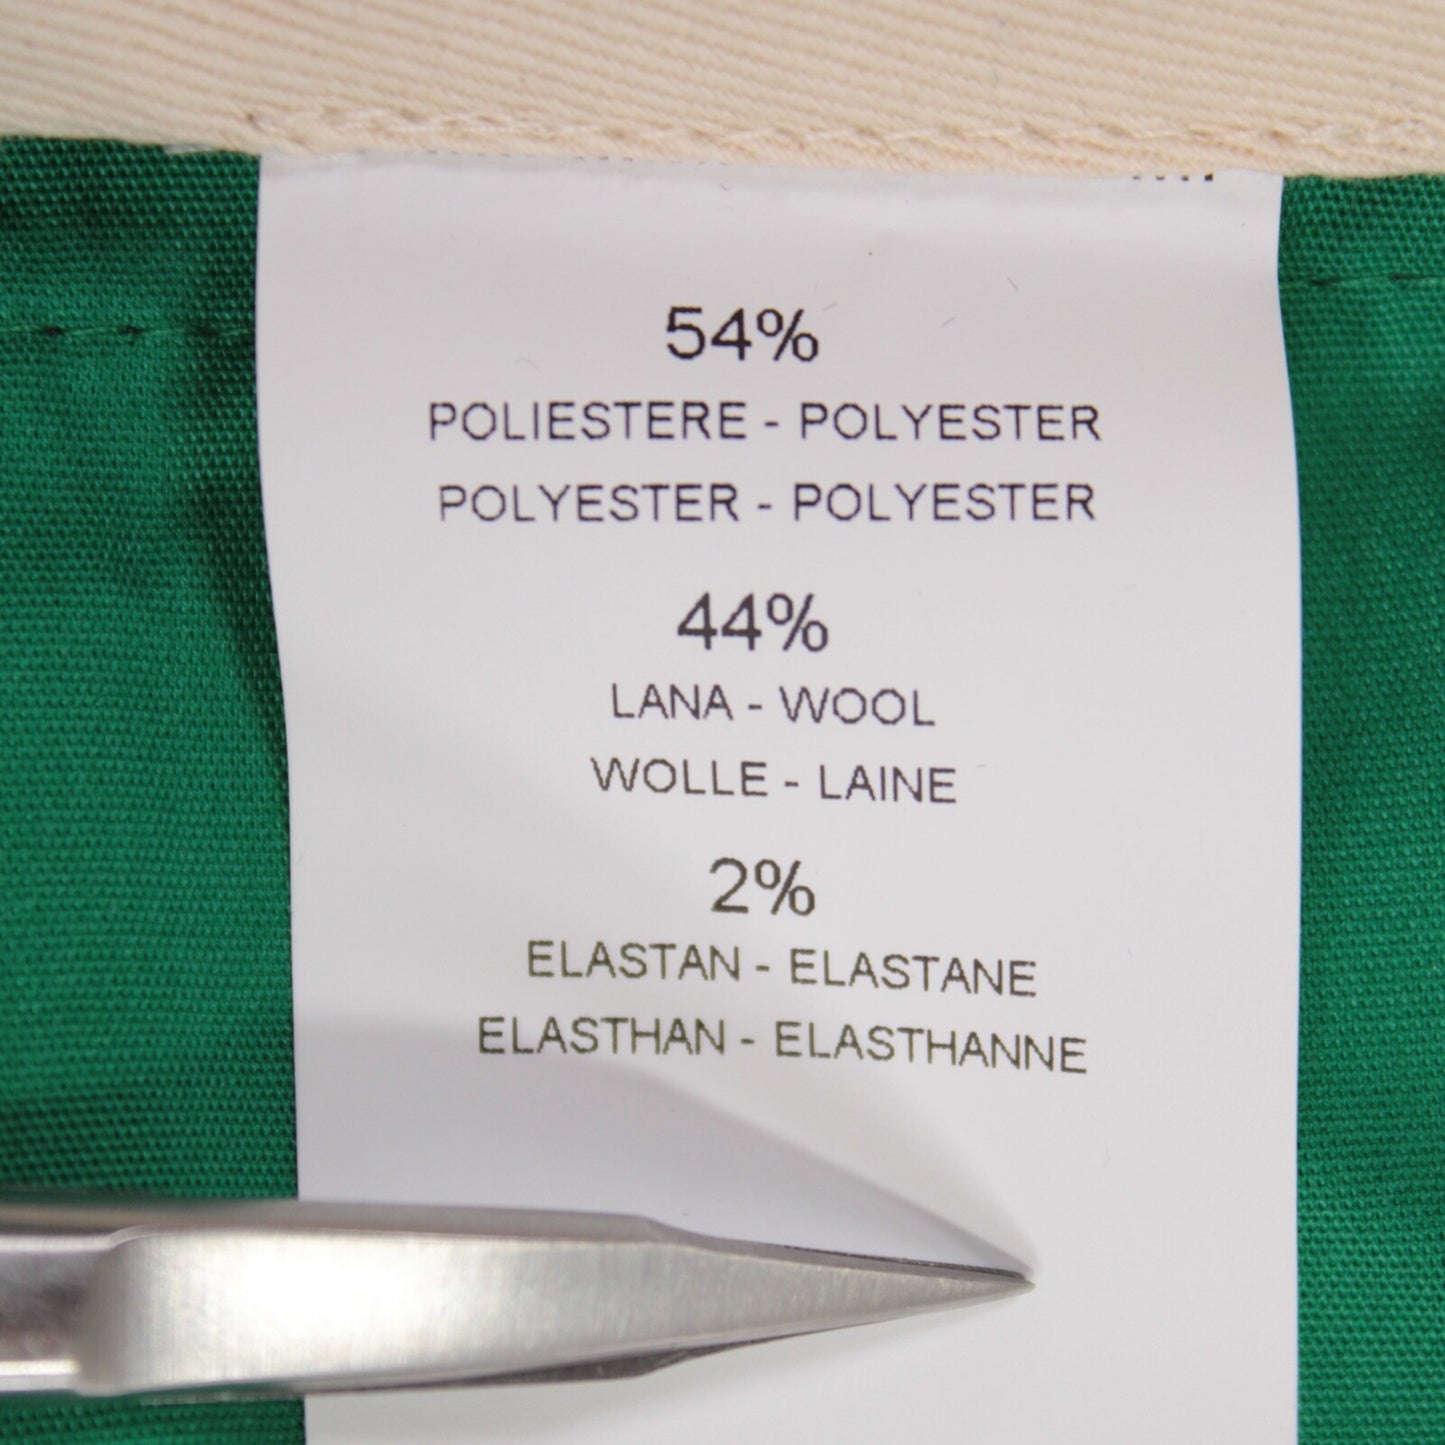 54%
POLIESTERE - POLYESTER
POLYESTER - POLYESTER
44%
LANA - WOOL
WOLLE - LAINE
2%
ELASTAN - ELASTANE
ELASTHAN - ELASTHANNE